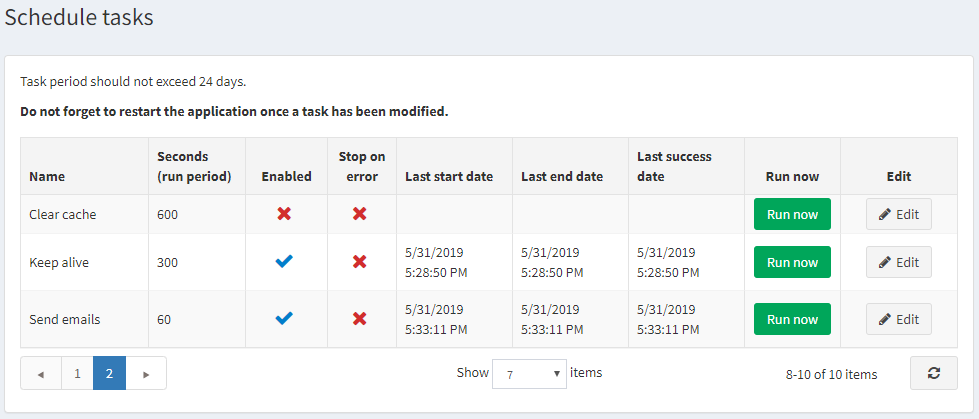 Schedule tasks
Task period should not exceed 24 days.
Do not forget to restart the application once a task has been modified.
Name Seconds (run period) Enabled Stop on error Last start date Last end date Last success date Run now Edit
Clear cache 600 Run now Edit
Keep alive 300 5/31/2019 5:28:50 PM 5/31/2019 5:28:50 PM 5/31/2019 5:28:50 PM Run now Edit
Send emails 60 5/31/2019 5:33:11 PM 5/31/2019 5:33:11 PM 5/31/2019 5:33:11 PM Run now Edit
1 2 Show 7 items 8-10 of 10 items